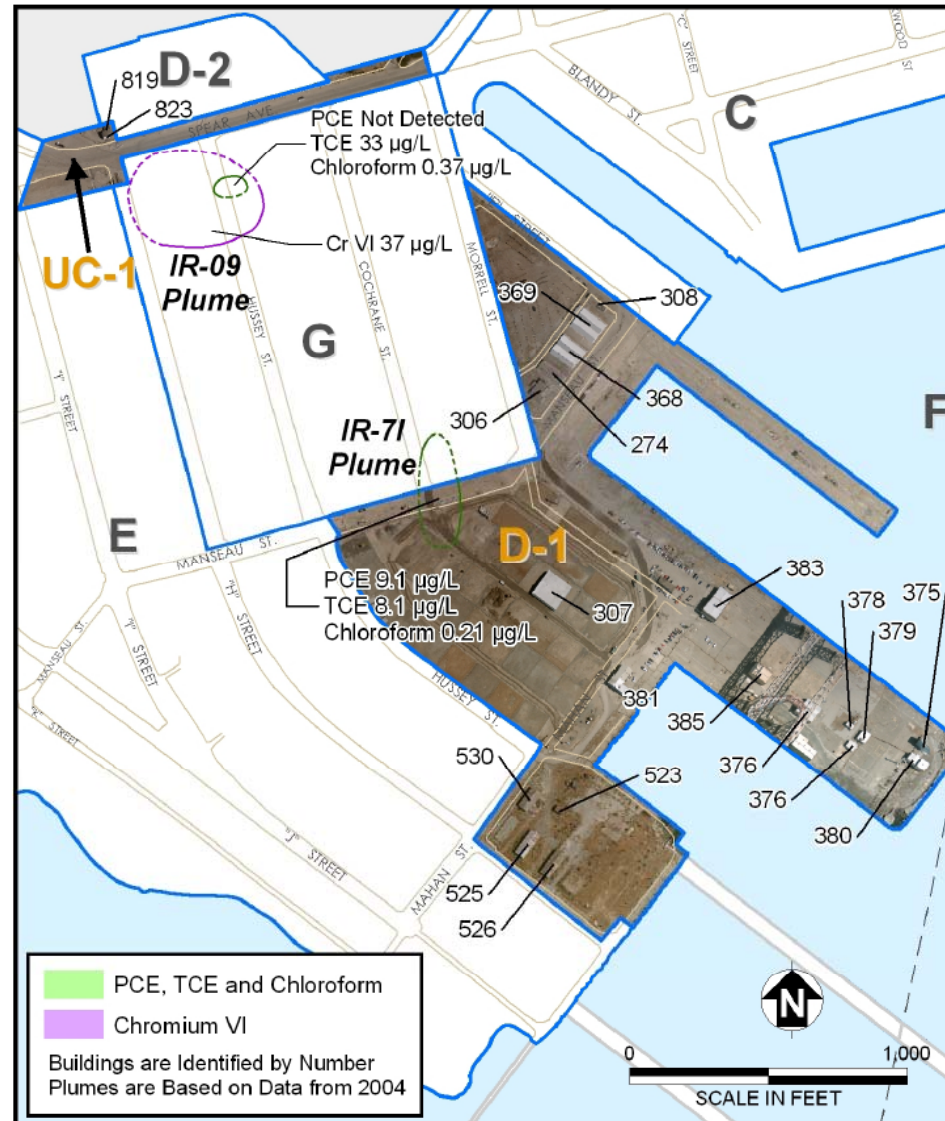 D-2
819
823
SPEAR AVE
PCE Not Detected
TCE 33 µg/L
Chloroform 0.37 µg/L
"C" STREET
BLANDY ST.
C
UC-1
IR-09
Plume
Cr VI 37 µg/L
HUSSEY ST.
COCHRANE ST.
MORRELL ST.
G
369
308
368
306
274
MANSEAU
IR-7I
Plume
F
"I" STREET
E
MANSEAU ST.
D-1
PCE 9.1 µg/L
TCE 8.1 µg/L
Chloroform 0.21 µg/L
307
383
378
375
379
MANSEAU ST.
"I" STREET
"H" STREET
"K" STREET
HUSSEY ST.
381
385
376
376
380
530
523
525
526
"J" STREET
MAHAN ST.
PCE, TCE and Chloroform
Chromium VI
Buildings are Identified by Number
Plumes are Based on Data from 2004
N
0 1,000
SCALE IN FEET